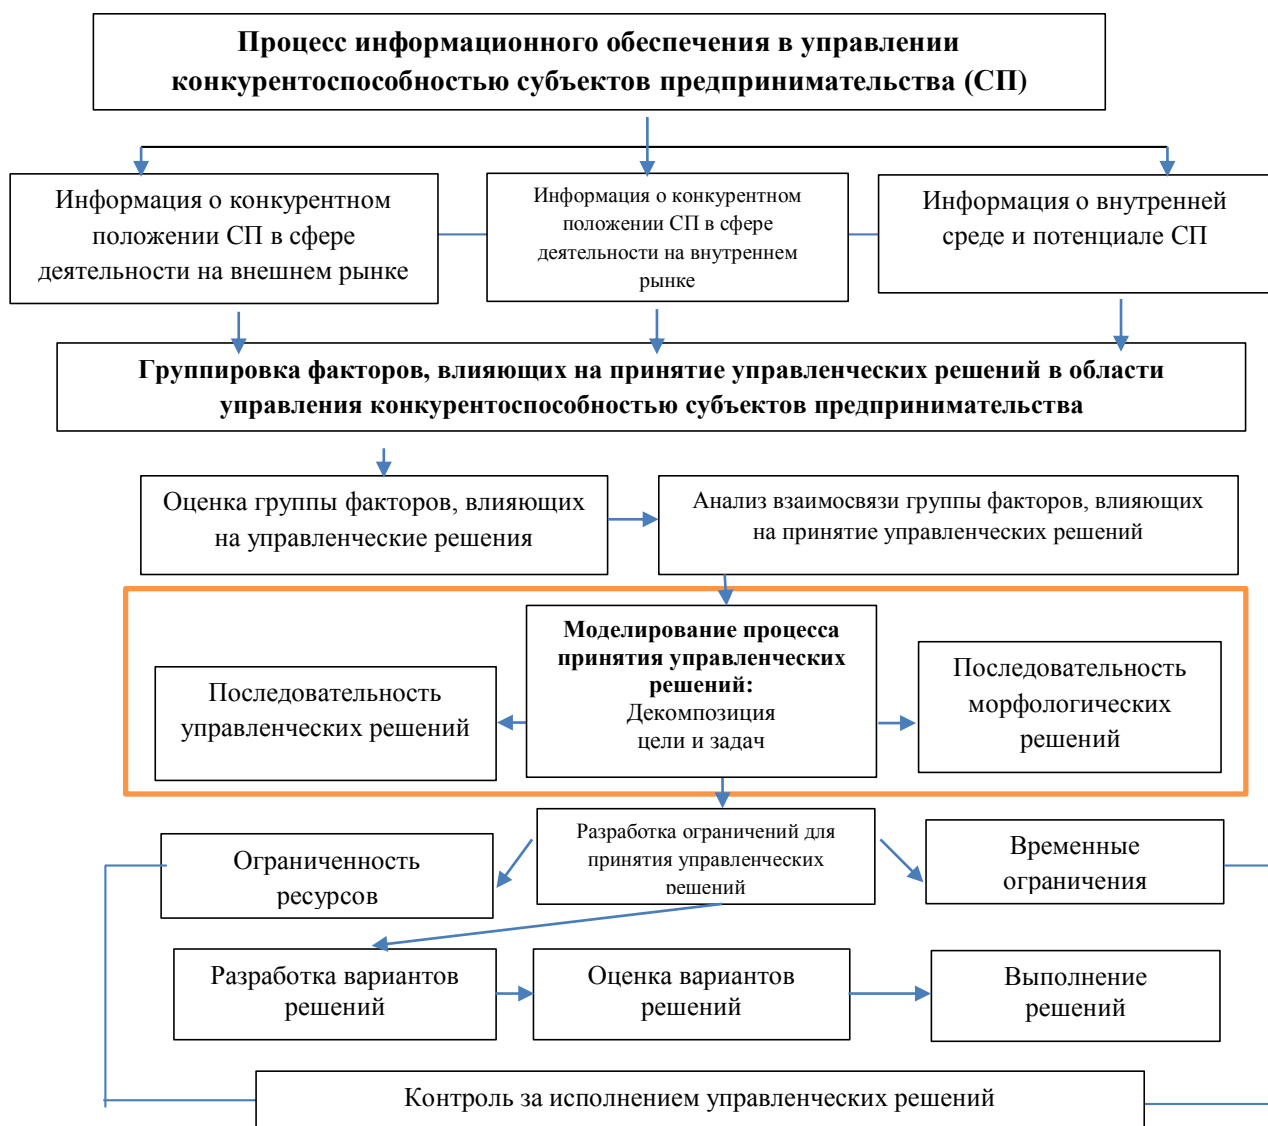 Процесс информационного обеспечения в управлении
конкурентоспособностью субъектов предпринимательства (СП)
Информация о конкурентном
положении СП в сфере
деятельности на внешнем рынке
Информация о конкурентном
положении СП в сфере
деятельности на внутреннем
рынке
Информация о внутренней
среде и потенциале СП
Группировка факторов, влияющих на принятие управленческих решений в области
управления конкурентоспособностью субъектов предпринимательства
Оценка группы факторов, влияющих
на управленческие решения
Анализ взаимосвязи группы факторов, влияющих
на принятие управленческих решений
Моделирование процесса
принятия управленческих
решений:
Декомпозиция
цели и задач
Последовательность
управленческих решений
Последовательность
морфологических
решений
Разработка ограничений для
принятия управленческих
решений
Ограниченность
ресурсов
Временные
ограничения
Разработка вариантов
решений
Оценка вариантов
решений
Выполнение
решений
Контроль за исполнением управленческих решений